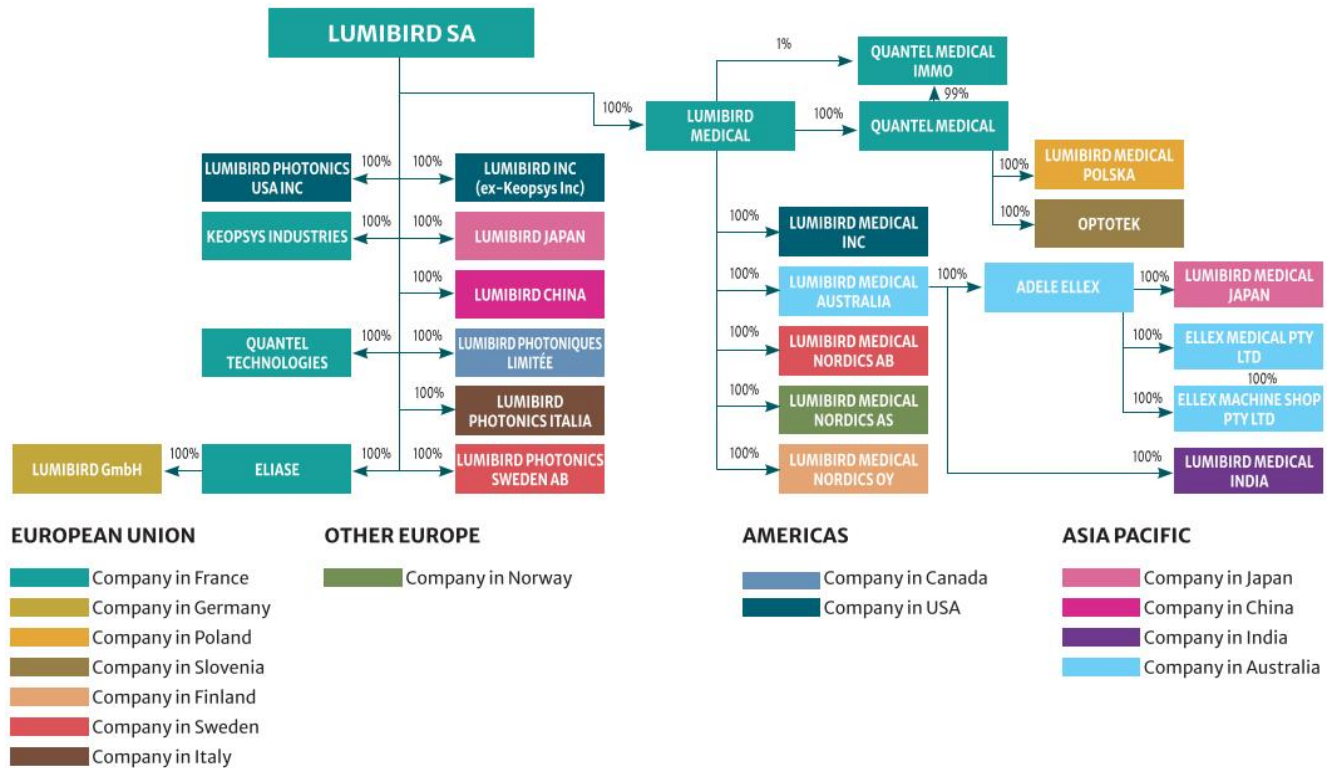 LUMIBIRD SA
1%
QUANTEL MEDICAL
IMMO
99%
100%
LUMIBIRD
MEDICAL
100%
QUANTEL MEDICAL
LUMIBIRD PHOTONICS
USA INC
100%
100%
LUMIBIRD INC
(ex-Keopsys Inc)
100%
LUMIBIRD MEDICAL
POLSKA
KEOPSYS INDUSTRIES
100%
100%
LUMIBIRD JAPAN
100%
LUMIBIRD MEDICAL
INC
100%
OPTOTEK
100%
LUMIBIRD CHINA
100%
LUMIBIRD MEDICAL
AUSTRALIA
100%
ADELE ELLEX
100%
LUMIBIRD MEDICAL
JAPAN
QUANTEL
TECHNOLOGIES
100%
100%
LUMIBIRD PHOTONIQUES
LIMITÉE
100%
LUMIBIRD MEDICAL
NORDICS AB
100%
ELLEX MEDICAL PTY
LTD
100%
100%
LUMIBIRD
PHOTONICS ITALIA
100%
LUMIBIRD MEDICAL
NORDICS AS
100%
ELLEX MACHINE SHOP
PTY LTD
LUMIBIRD GmbH
100%
ELIASE
100%
100%
LUMIBIRD PHOTONICS
SWEDEN AB
100%
LUMIBIRD MEDICAL
NORDICS OY
100%
LUMIBIRD MEDICAL
INDIA
EUROPEAN UNION
Company in France
Company in Germany
Company in Poland
Company in Slovenia
Company in Finland
Company in Sweden
Company in Italy
OTHER EUROPE
Company in Norway
AMERICAS
Company in Canada
Company in USA
ASIA PACIFIC
Company in Japan
Company in China
Company in India
Company in Australia